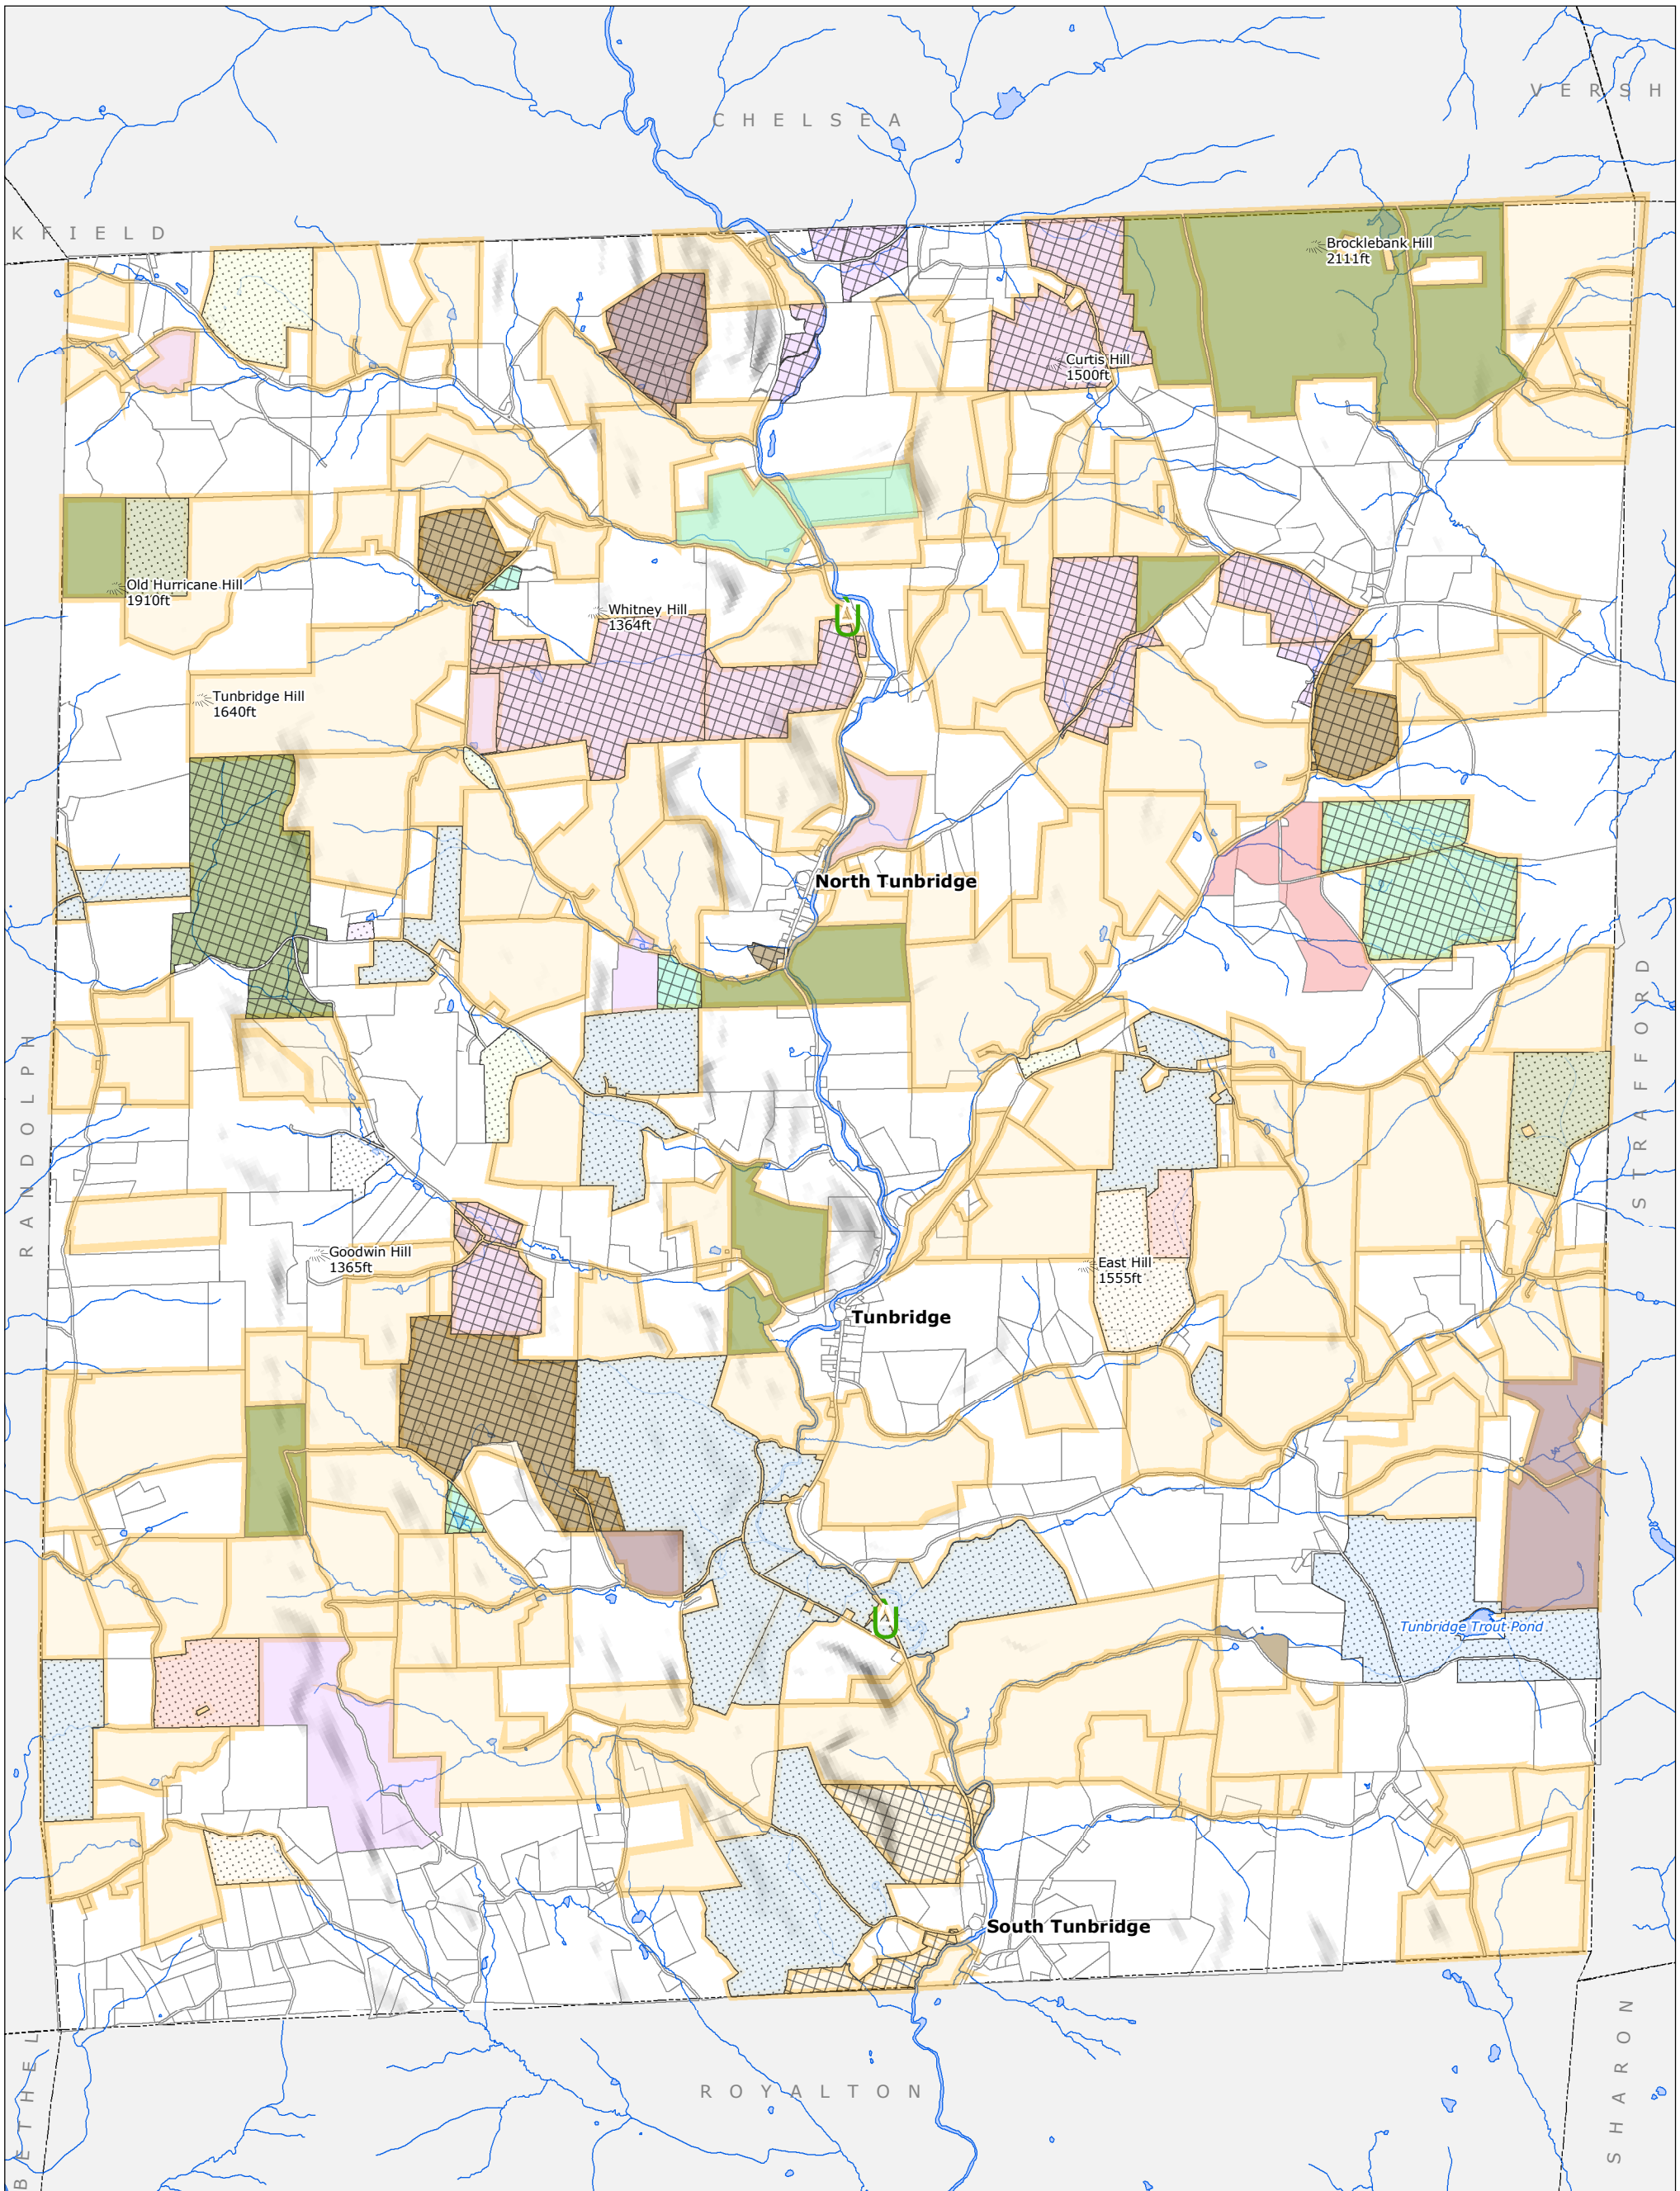 VERSH
CHELSEA
KFIELD
Brocklebank Hill
2111ft
Curtis Hill
1500ft
Old Hurricane Hill
1910ft
Whitney Hill
1364ft
Tunbridge Hill
1640ft
North Tunbridge
RANDOLPH
STRAFFORD
Goodwin Hill
1365ft
East Hill
1555ft
Tunbridge
Tunbridge Trout Pond
South Tunbridge
BETHEL
ROYALTON
SHARON